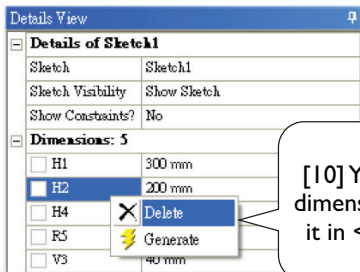 Details View
Details of Sketch1
Sketch Sketch1
Sketch Visibility Show Sketch
Show Constraints? No
Dimensions: 5
H1 300 mm
H2 200 mm
H4
Delete
R5
Generate
V3 40 mm
[10]
dimens
it in <